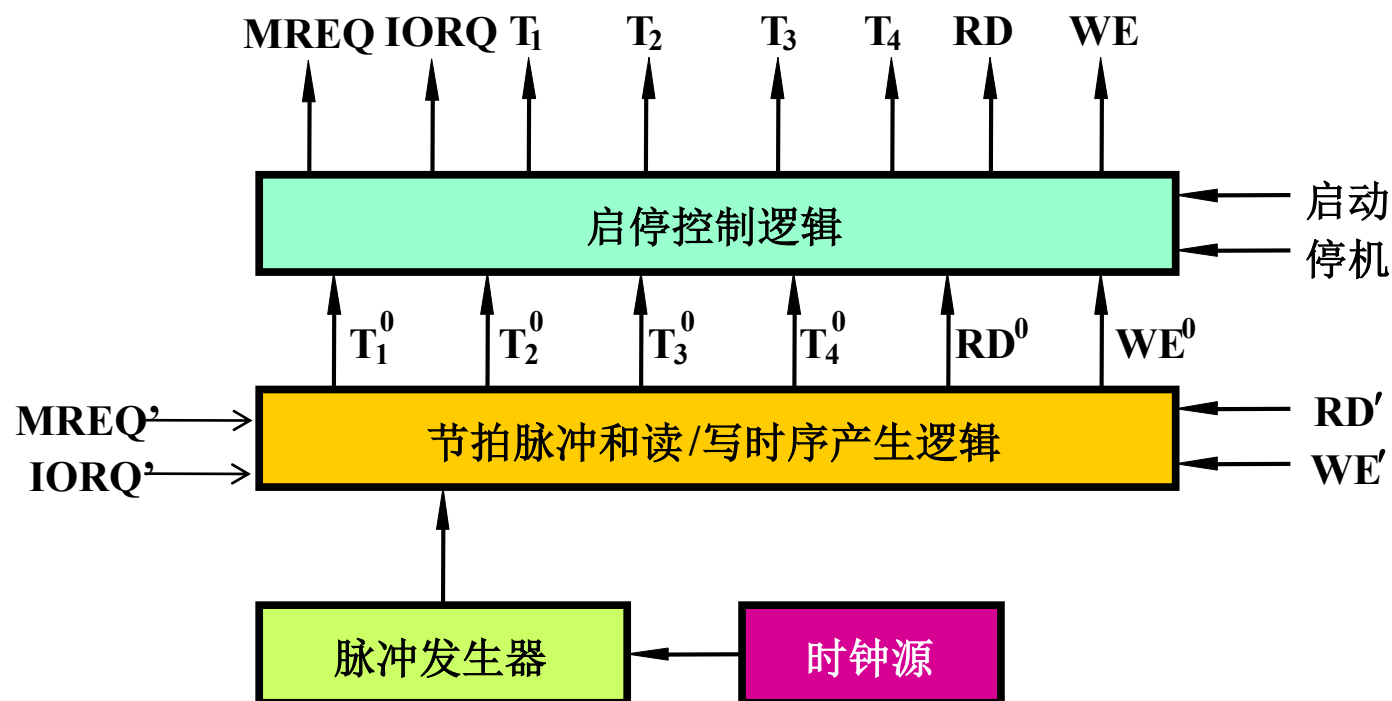 MREQ IORQ T₁ T₂ T₃ T₄ RD WE
启停控制逻辑
启动
停机
T₁⁰ T₂⁰ T₃⁰ T₄⁰ RD⁰ WE⁰
MREQ’
IORQ’
节拍脉冲和读/写时序产生逻辑
RD′
WE′
脉冲发生器
时钟源